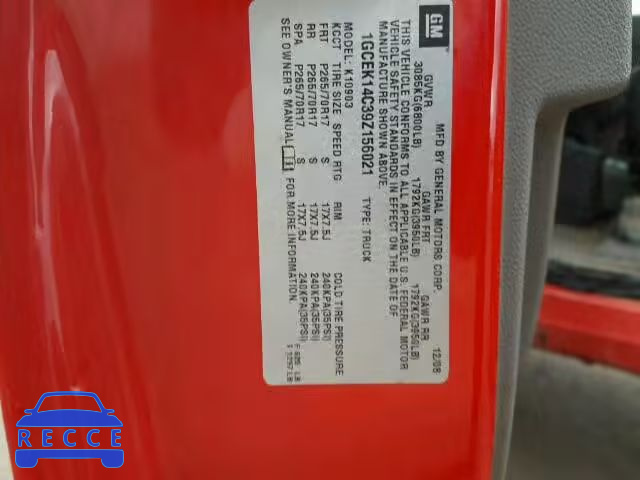 GM
MFD BY GENERAL MOTORS CORP. 12/08
GVWR GAWR FRT GAWR RR
3085KG(6800LB) 1792KG(3950LB) 1792KG(3950LB)
THIS VEHICLE CONFORMS TO ALL APPLICABLE U.S. FEDERAL MOTOR
VEHICLE SAFETY STANDARDS IN EFFECT ON THE DATE OF
MANUFACTURE SHOWN ABOVE.
1GCEK14C39Z156021 TYPE: TRUCK
MODEL: K10903
KCCT TIRE SIZE SPEED RTG RIM COLD TIRE PRESSURE
FRT P265/70R17 S 17X7.5J 240KPA(35PSI)
RR P265/70R17 S 17X7.5J 240KPA(35PSI)
SPA P265/70R17 S 17X7.5J 240KPA(35PSI)
SEE OWNER'S MANUAL FOR MORE INFORMATION.
RECCE